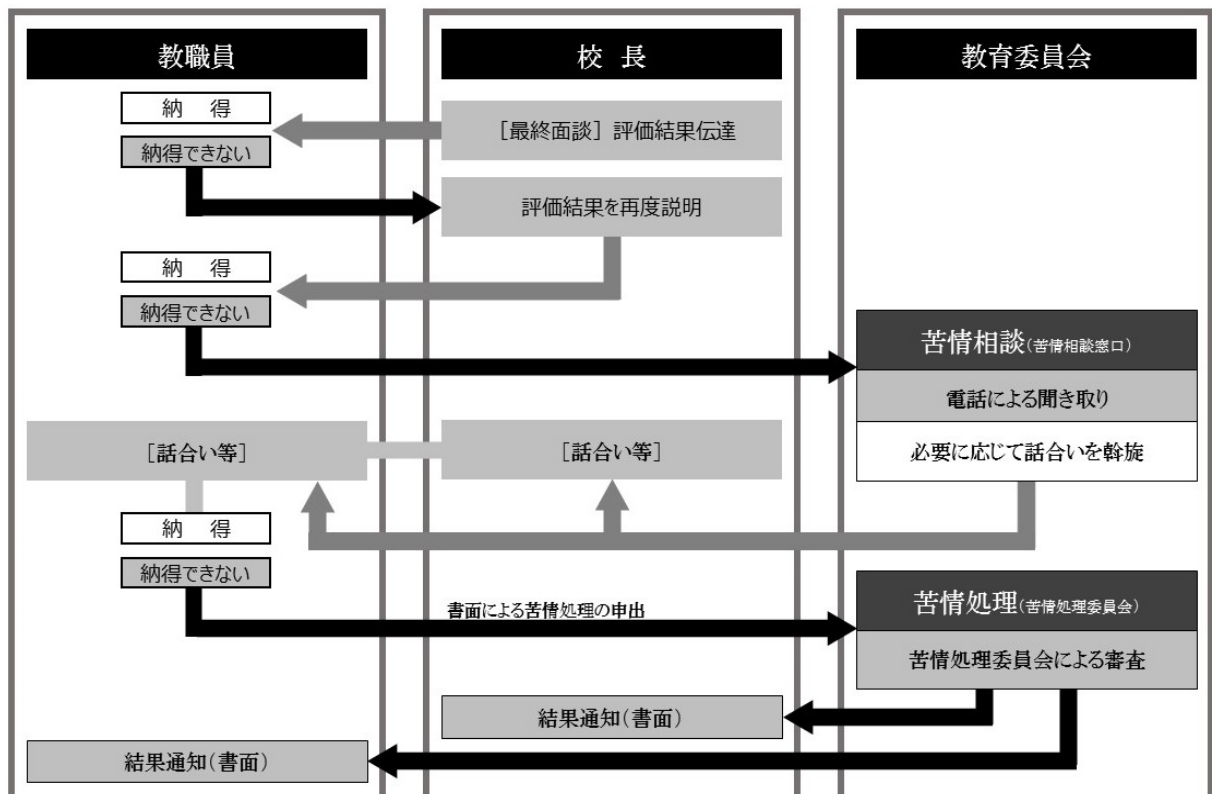 教職員
校 長
教育委員会
納 得
納得できない
［最終面談］評価結果伝達
評価結果を再度説明
納 得
納得できない
苦情相談(苦情相談窓口)
電話による聞き取り
必要に応じて話合いを斡旋
［話合い等］
［話合い等］
納 得
納得できない
書面による苦情処理の申出
苦情処理(苦情処理委員会)
苦情処理委員会による審査
結果通知(書面)
結果通知(書面)